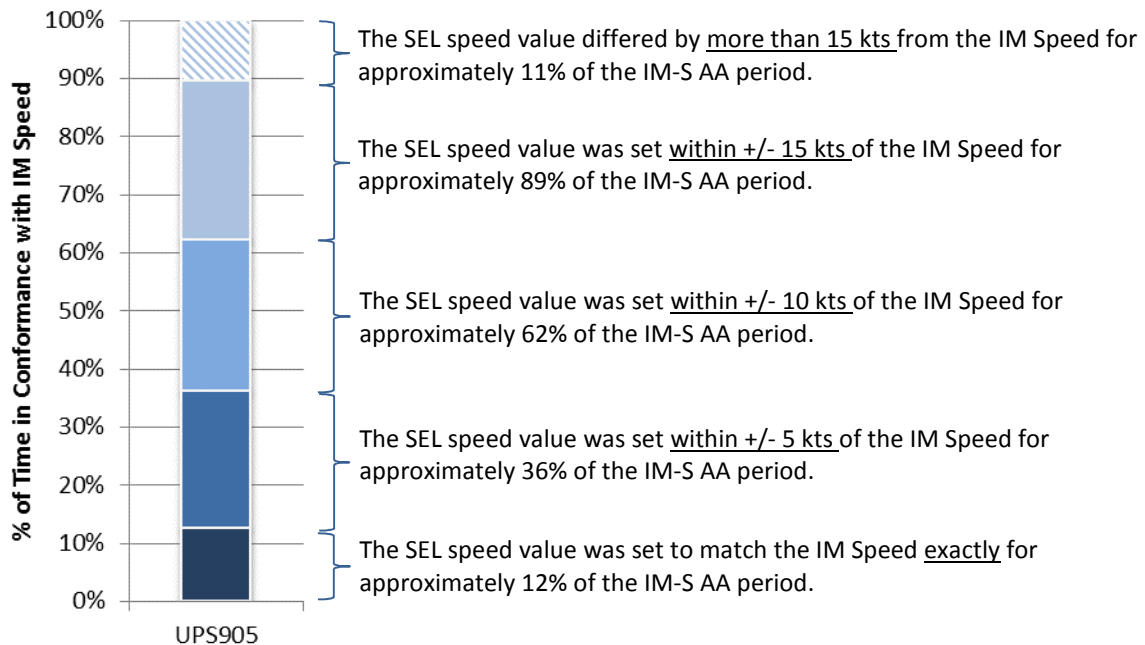 100%
90%
80%
70%
60%
50%
40%
30%
20%
10%
0%
% of Time in Conformance with IM Speed
UPS905
The SEL speed value differed by more than 15 kts from the IM Speed for
approximately 11% of the IM-S AA period.
The SEL speed value was set within +/- 15 kts of the IM Speed for
approximately 89% of the IM-S AA period.
The SEL speed value was set within +/- 10 kts of the IM Speed for
approximately 62% of the IM-S AA period.
The SEL speed value was set within +/- 5 kts of the IM Speed for
approximately 36% of the IM-S AA period.
The SEL speed value was set to match the IM Speed exactly for
approximately 12% of the IM-S AA period.